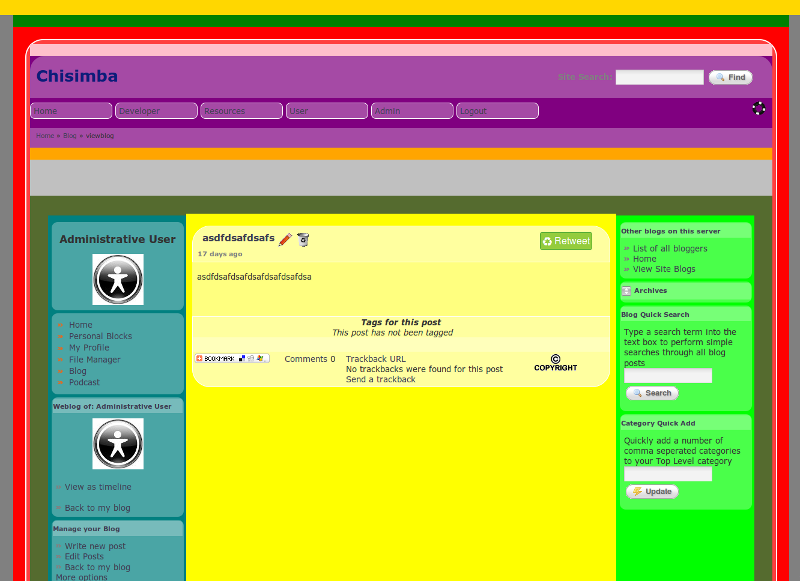 Chisimba
Site Search:
Find
Home
Developer
Resources
User
Admin
Logout
Home » Blog » viewblog
Administrative User
Home
Personal Blocks
My Profile
File Manager
Blog
Podcast
Weblog of: Administrative User
View as timeline
Back to my blog
Manage your Blog
Write new post
Edit Posts
Back to my blog
More options
asdfdsafdsafs
Retweet
17 days ago
asdfdsafdsafdsafdsafdsafdsa
Tags for this post
This post has not been tagged
BOOKMARK
Comments 0
Trackback URL
No trackbacks were found for this post
Send a trackback
©
COPYRIGHT
Other blogs on this server
» List of all bloggers
» Home
» View Site Blogs
Archives
Blog Quick Search
Type a search term into the
text box to perform simple
searches through all blog
posts
Search
Category Quick Add
Quickly add a number of
comma seperated categories
to your Top Level category
Update